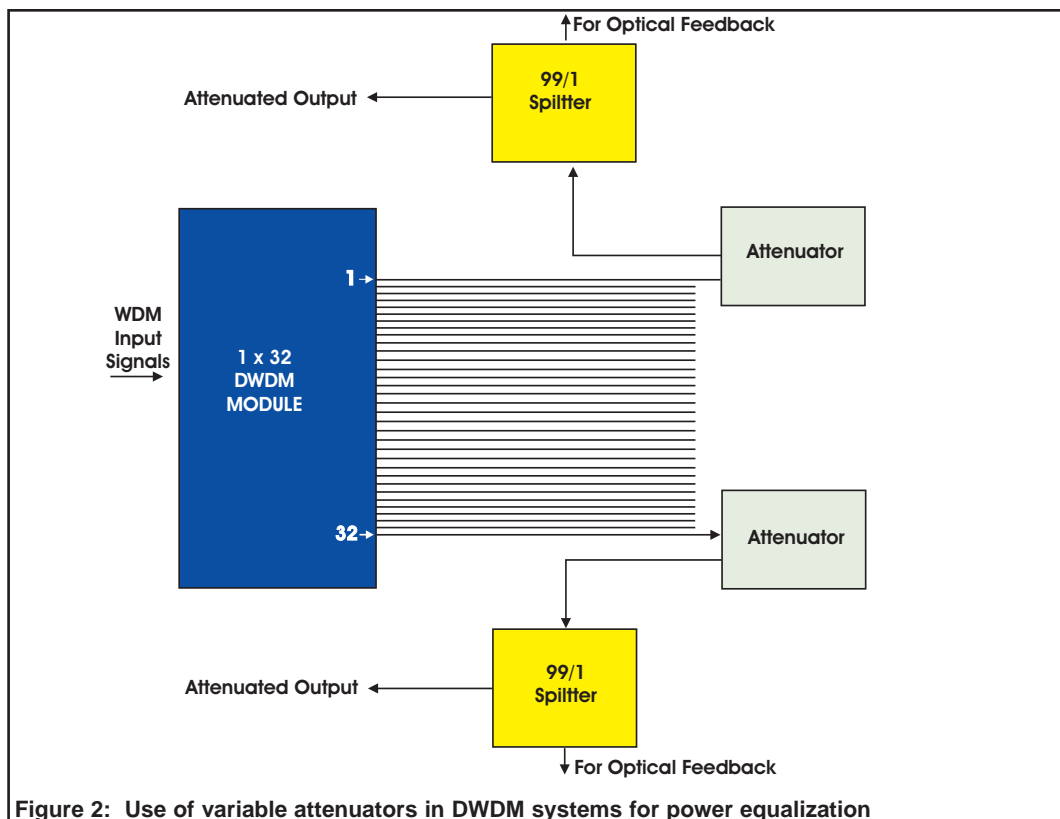 For Optical Feedback
99/1
Spiltter
Attenuated Output
Attenuator
1
WDM
Input
Signals
1 x 32
DWDM
MODULE
32
Attenuator
99/1
Spiltter
Attenuated Output
For Optical Feedback
Figure 2: Use of variable attenuators in DWDM systems for power equalization